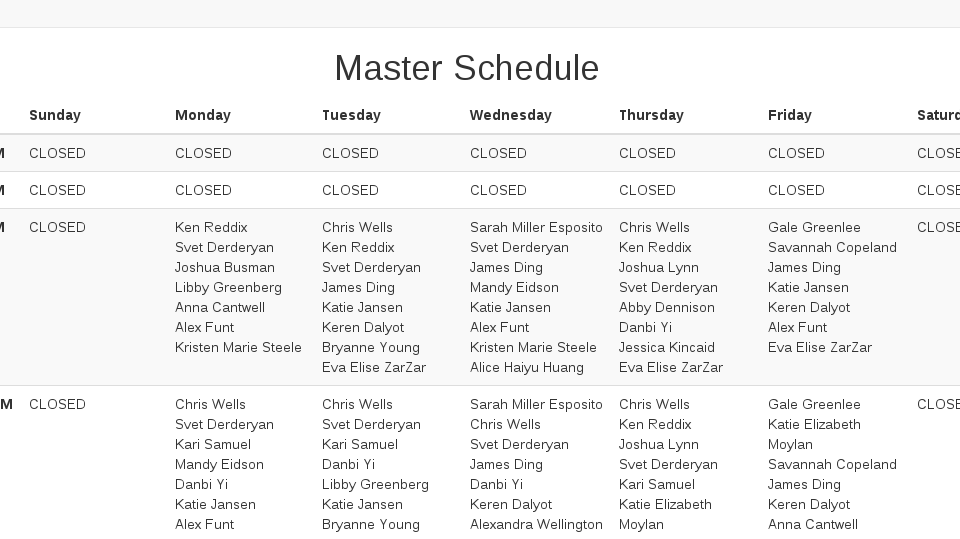 Master Schedule
Sunday Monday Tuesday Wednesday Thursday Friday Satur
M CLOSED CLOSED CLOSED CLOSED CLOSED CLOSED CLOSE
M CLOSED CLOSED CLOSED CLOSED CLOSED CLOSED CLOSE
M CLOSED Ken Reddix Chris Wells Sarah Miller Esposito Chris Wells Gale Greenlee CLOSE
Svet Derderyan Ken Reddix Svet Derderyan Ken Reddix Savannah Copeland
Joshua Busman Svet Derderyan James Ding Joshua Lynn James Ding
Libby Greenberg James Ding Mandy Eidson Svet Derderyan Katie Jansen
Anna Cantwell Katie Jansen Katie Jansen Abby Dennison Keren Dalyot
Alex Funt Keren Dalyot Alex Funt Danbi Yi Alex Funt
Kristen Marie Steele Bryanne Young Kristen Marie Steele Jessica Kincaid Eva Elise ZarZar
Eva Elise ZarZar Alice Haiyu Huang Eva Elise ZarZar
M CLOSED Chris Wells Chris Wells Sarah Miller Esposito Chris Wells Gale Greenlee CLOSE
Svet Derderyan Svet Derderyan Chris Wells Ken Reddix Katie Elizabeth
Kari Samuel Kari Samuel Svet Derderyan Joshua Lynn Moylan
Mandy Eidson Danbi Yi James Ding Svet Derderyan Savannah Copeland
Danbi Yi Libby Greenberg Danbi Yi Kari Samuel James Ding
Katie Jansen Katie Jansen Keren Dalyot Katie Elizabeth Keren Dalyot
Alex Funt Bryanne Young Alexandra Wellington Moylan Anna Cantwell